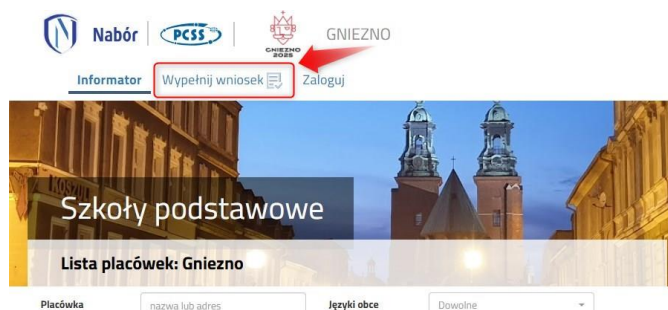 Nabór PCSS GNIEZNO 2025 GNIEZNO
Informator Wypełnij wniosek Zaloguj
Szkoły podstawowe
Lista placówek: Gniezno
Placówka nazwa lub adres Języki obce Dowolne